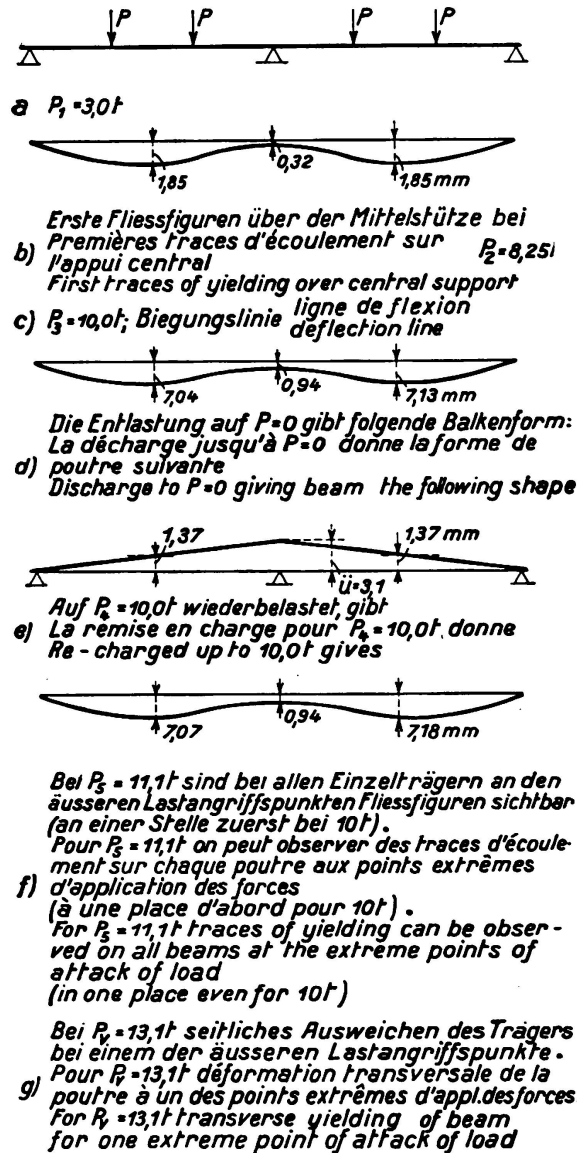 P P P P
a P₁=3,0t
1,85 0,32 1,85mm
Erste Fliessfiguren über der Mittelstütze bei
b) Premières traces d'écoulement sur P₂=8,25t
l'appui central
First traces of yielding over central support
c) P₃=10,0t; Biegungslinie ligne de flexion
deflection line
7,04 0,94 7,13mm
Die Entlastung auf P=0 gibt folgende Balkenform:
La décharge jusqu'à P=0 donne la forme de
d) poutre suivante
Discharge to P=0 giving beam the following shape
1,37 1,37mm
ü=3,1
Auf P₄=10,0t wiederbelastet, gibt
e) La remise en charge pour P₄=10,0t, donne
Re-charged up to 10,0t gives
7,07 0,94 7,18mm
Bei P₅=11,1t sind bei allen Einzelträgern an den
äusseren Lastangriffspunkten Fliessfiguren sichtbar
(an einer Stelle zuerst bei 10t).
Pour P₅=11,1t on peut observer des traces d'écoule-
ment sur chaque poutre aux points extrêmes
f) d'application des forces
(à une place d'abord pour 10t).
For P₅=11,1t traces of yielding can be obser-
ved on all beams at the extreme points of
attack of load
(in one place even for 10t)
Bei Pᵥ=13,1t seitliches Ausweichen des Trägers
bei einem der äusseren Lastangriffspunkte.
g) Pour Pᵥ=13,1t déformation transversale de la
poutre à un des points extrêmes d'appl.des forces
For Pᵥ=13,1t transverse yielding of beam
for one extreme point of attack of load